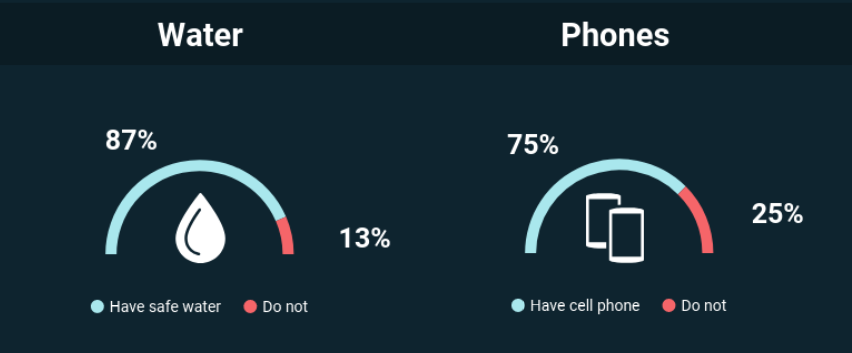 Water
Phones
87%
13%
Have safe water
Do not
75%
25%
Have cell phone
Do not